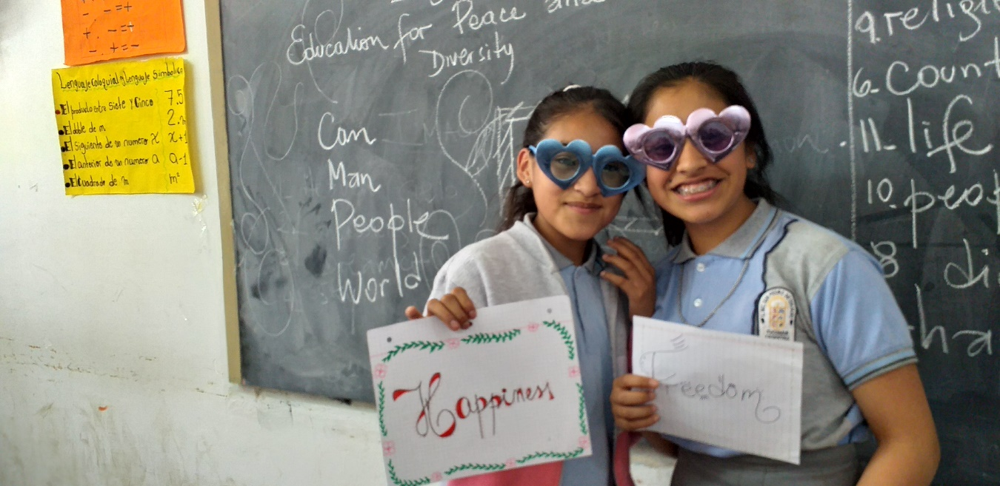 - - =+
+ . - =+
- . + = -
Lenguaje Coloquial y Lenguaje Simbolico
El producto entre Siete y Cinco 7.5
El doble de m 2.m
El siguiente de un numero x x+1
El anterior de un numero a a-1
El Cuadrado de m m²
Education for Peace and
Diversity
Can
Man
People
World
9. religi
6- Count
11- life
10. peop
8 di
tha
Happiness
Freedom